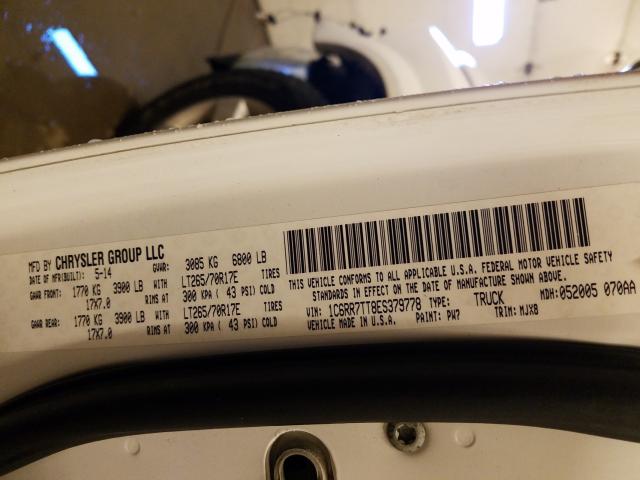 MFD BY CHRYSLER GROUP LLC
DATE OF MFR(BUILT): 5-14 GVWR: 3085 KG 6800 LB
GAWR FRONT: 1770 KG 3900 LB WITH LT265/70R17E TIRES
17X7.0 RIMS AT 300 KPA ( 43 PSI) COLD
GAWR REAR: 1770 KG 3900 LB WITH LT265/70R17E TIRES
17X7.0 RIMS AT 300 KPA ( 43 PSI) COLD
THIS VEHICLE CONFORMS TO ALL APPLICABLE U.S.A. FEDERAL MOTOR VEHICLE SAFETY
STANDARDS IN EFFECT ON THE DATE OF MANUFACTURE SHOWN ABOVE.
VIN: 1C6RR7TT8ES379778 TYPE: TRUCK MDH: 052005 070AA
VEHICLE MADE IN U.S.A. PAINT: PW7 TRIM: MJX8